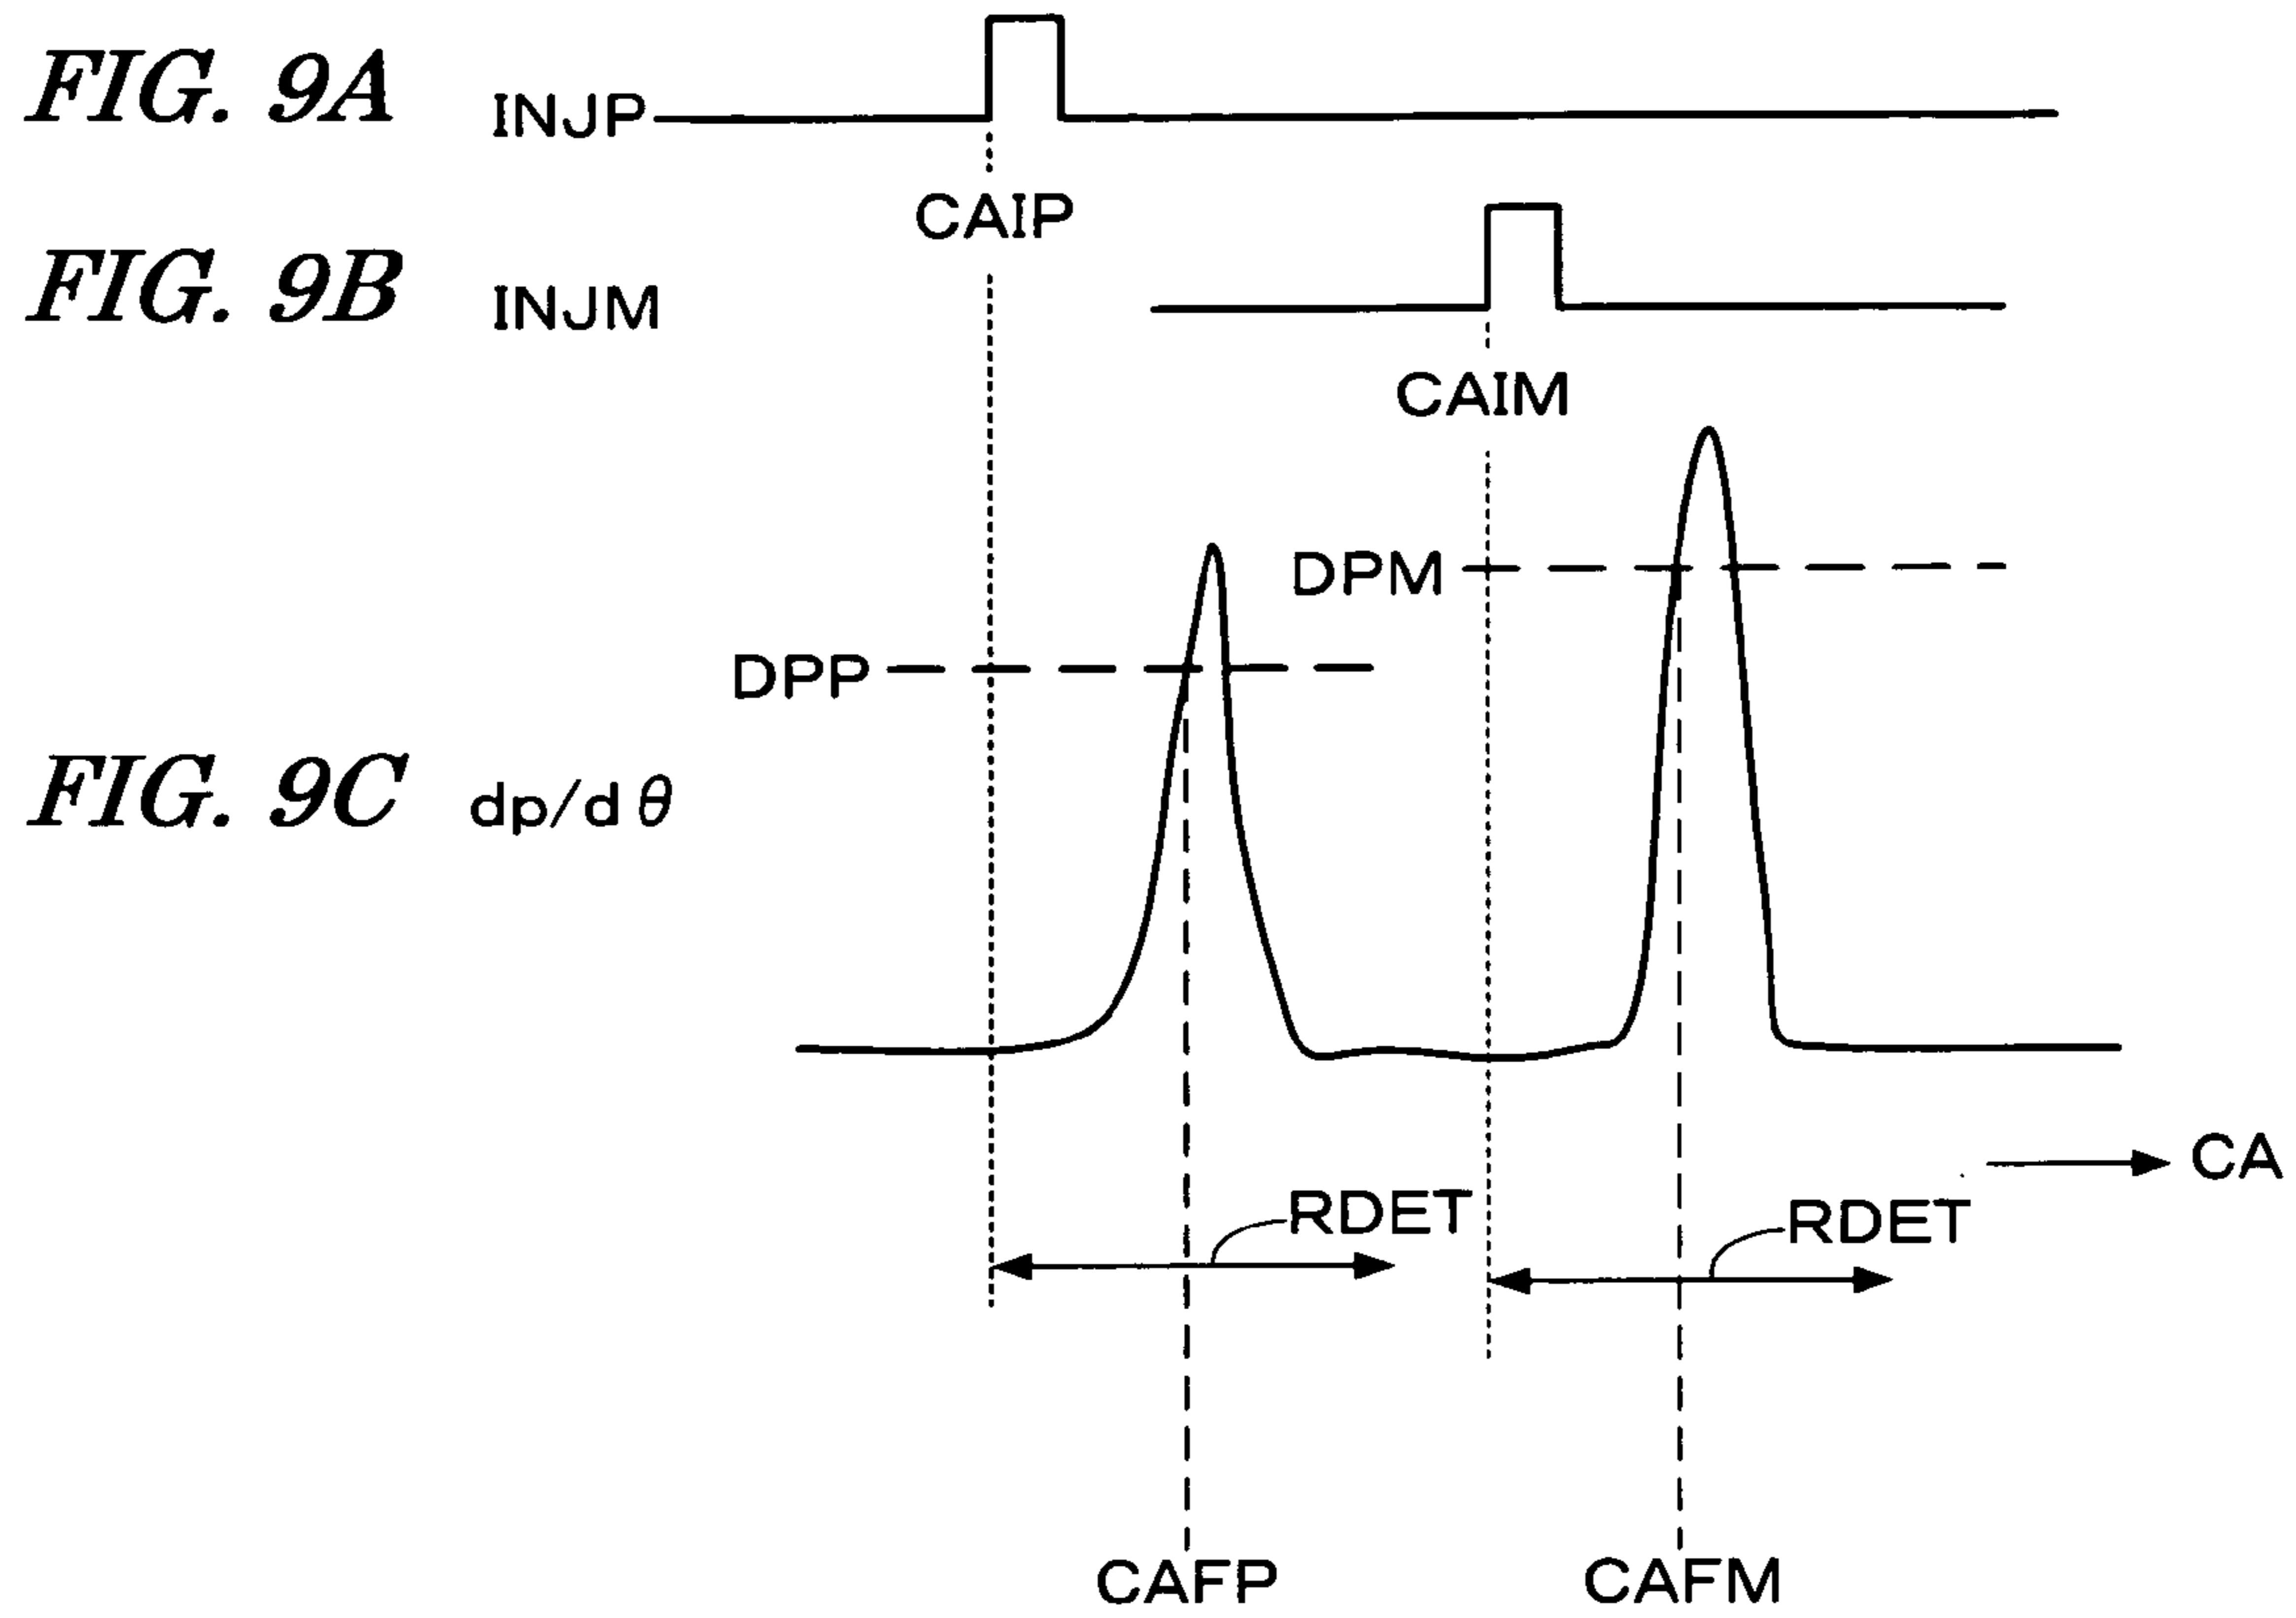 FIG. 9A INJP
CAIP
FIG. 9B INJM
CAIM
DPM
DPP
FIG. 9C dp/dθ
CA
RDET RDET
CAFP CAFM